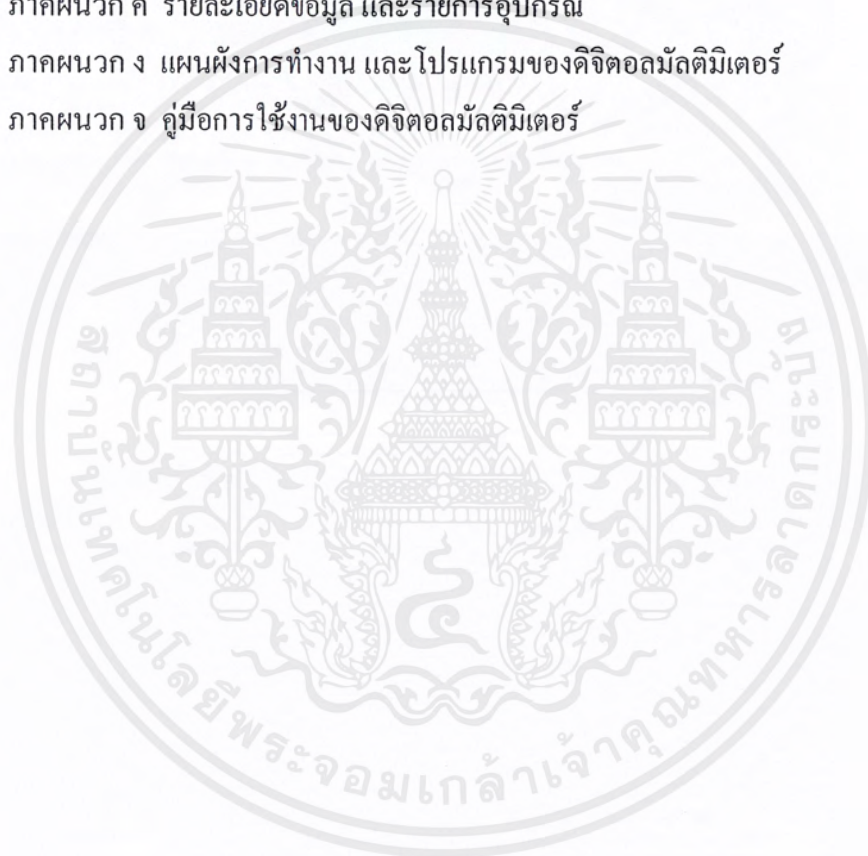 ภาคผนวก ค รายละเอียดข้อมูล และรายการอุปกรณ์
ภาคผนวก ง แผนผังการทำงาน และโปรแกรมของดิจิตอลมัลติมิเตอร์
ภาคผนวก จ คู่มือการใช้งานของดิจิตอลมัลติมิเตอร์
สถาบันเทคโนโลยีพระจอมเกล้าเจ้าคุณทหารลาดกระบัง
๔